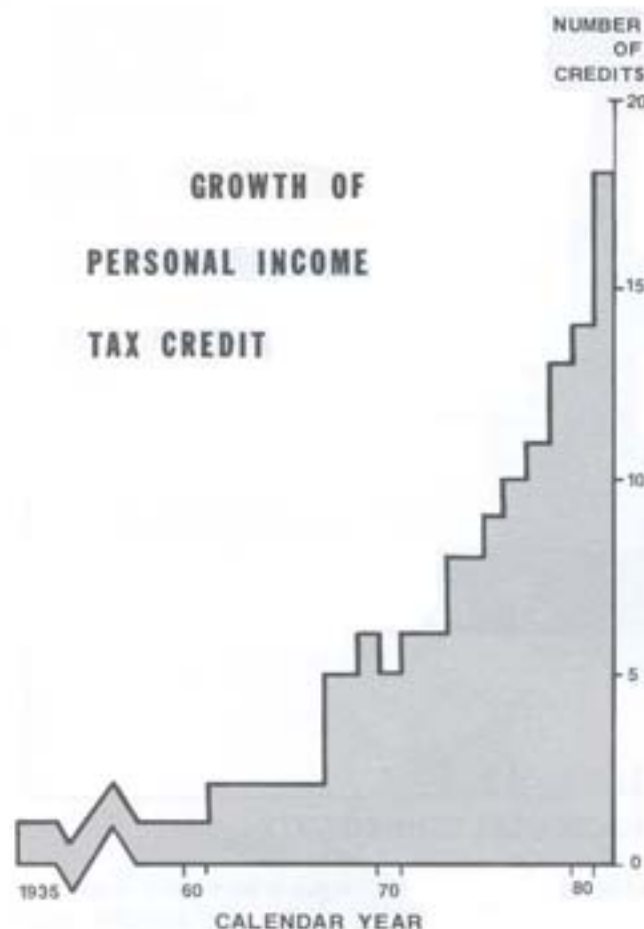 NUMBER
OF
CREDITS
20
GROWTH OF
PERSONAL INCOME
TAX CREDIT
15
10
5
0
1935 60 70 80
CALENDAR YEAR